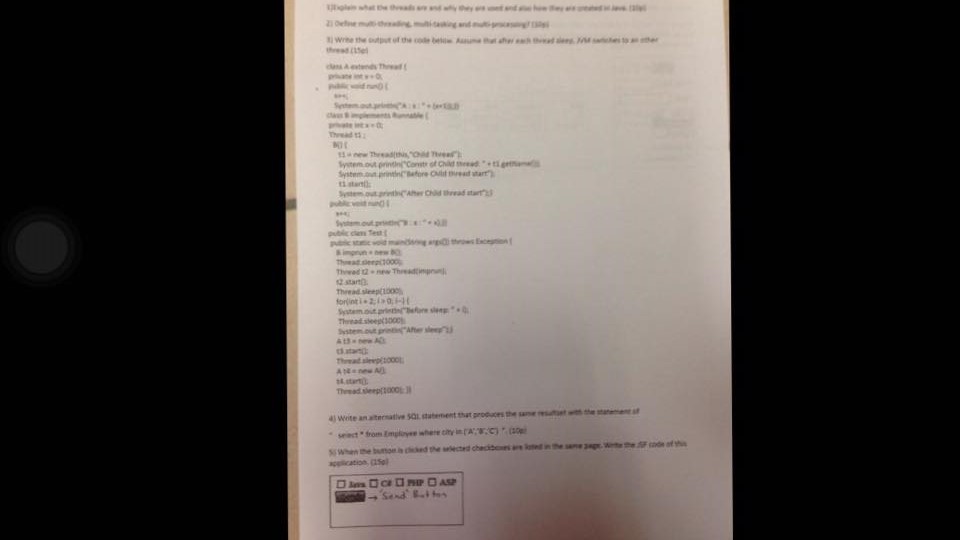 1)Explain what the threads are and why they are used and also how they are created in Java. (10p)
2) Define multi-threading, multi-tasking and multi-processing? (10p)
3) Write the output of the code below. Assume that after each thread sleep, JVM switches to an other
thread.(15p)
class A extends Thread {
private int x = 0;
public void run() {
x++;
System.out.println("A : x : " + (x+1));}}
class B implements Runnable {
private int x = 0;
Thread t1 ;
B() {
t1 = new Thread(this,"Child Thread");
System.out.println("Constr of Child thread: " + t1.getName());
System.out.println("Before Child thread start");
t1.start();
System.out.println("After Child thread start");}
public void run() {
x++;
System.out.println("B : x : " + x);}}
public class Test {
public static void main(String args[]) throws Exception {
B imprun = new B();
Thread.sleep(1000);
Thread t2 = new Thread(imprun);
t2.start();
Thread.sleep(1000);
for(int i = 2; i > 0; i--) {
System.out.println("Before sleep: " + i);
Thread.sleep(1000);
System.out.println("After sleep");}
A t3 = new A();
t3.start();
Thread.sleep(1000);
A t4 = new A();
t4.start();
Thread.sleep(1000); }}
4) Write an alternative SQL statement that produces the same resultset with the statement of
" select * from Employee where city in ('A','B','C') ". (10p)
5) When the button is clicked the selected checkboxes are listed in the same page. Write the JSF code of this
application. (15p)
Java C# PHP ASP
→ 'Send' Button